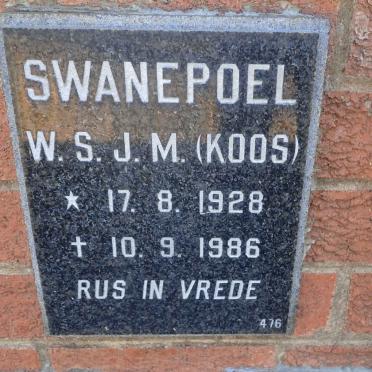 SWANEPOEL
W. S. J. M. (KOOS)
★ 17. 8. 1928
✝ 10. 9. 1986
RUS IN VREDE
476